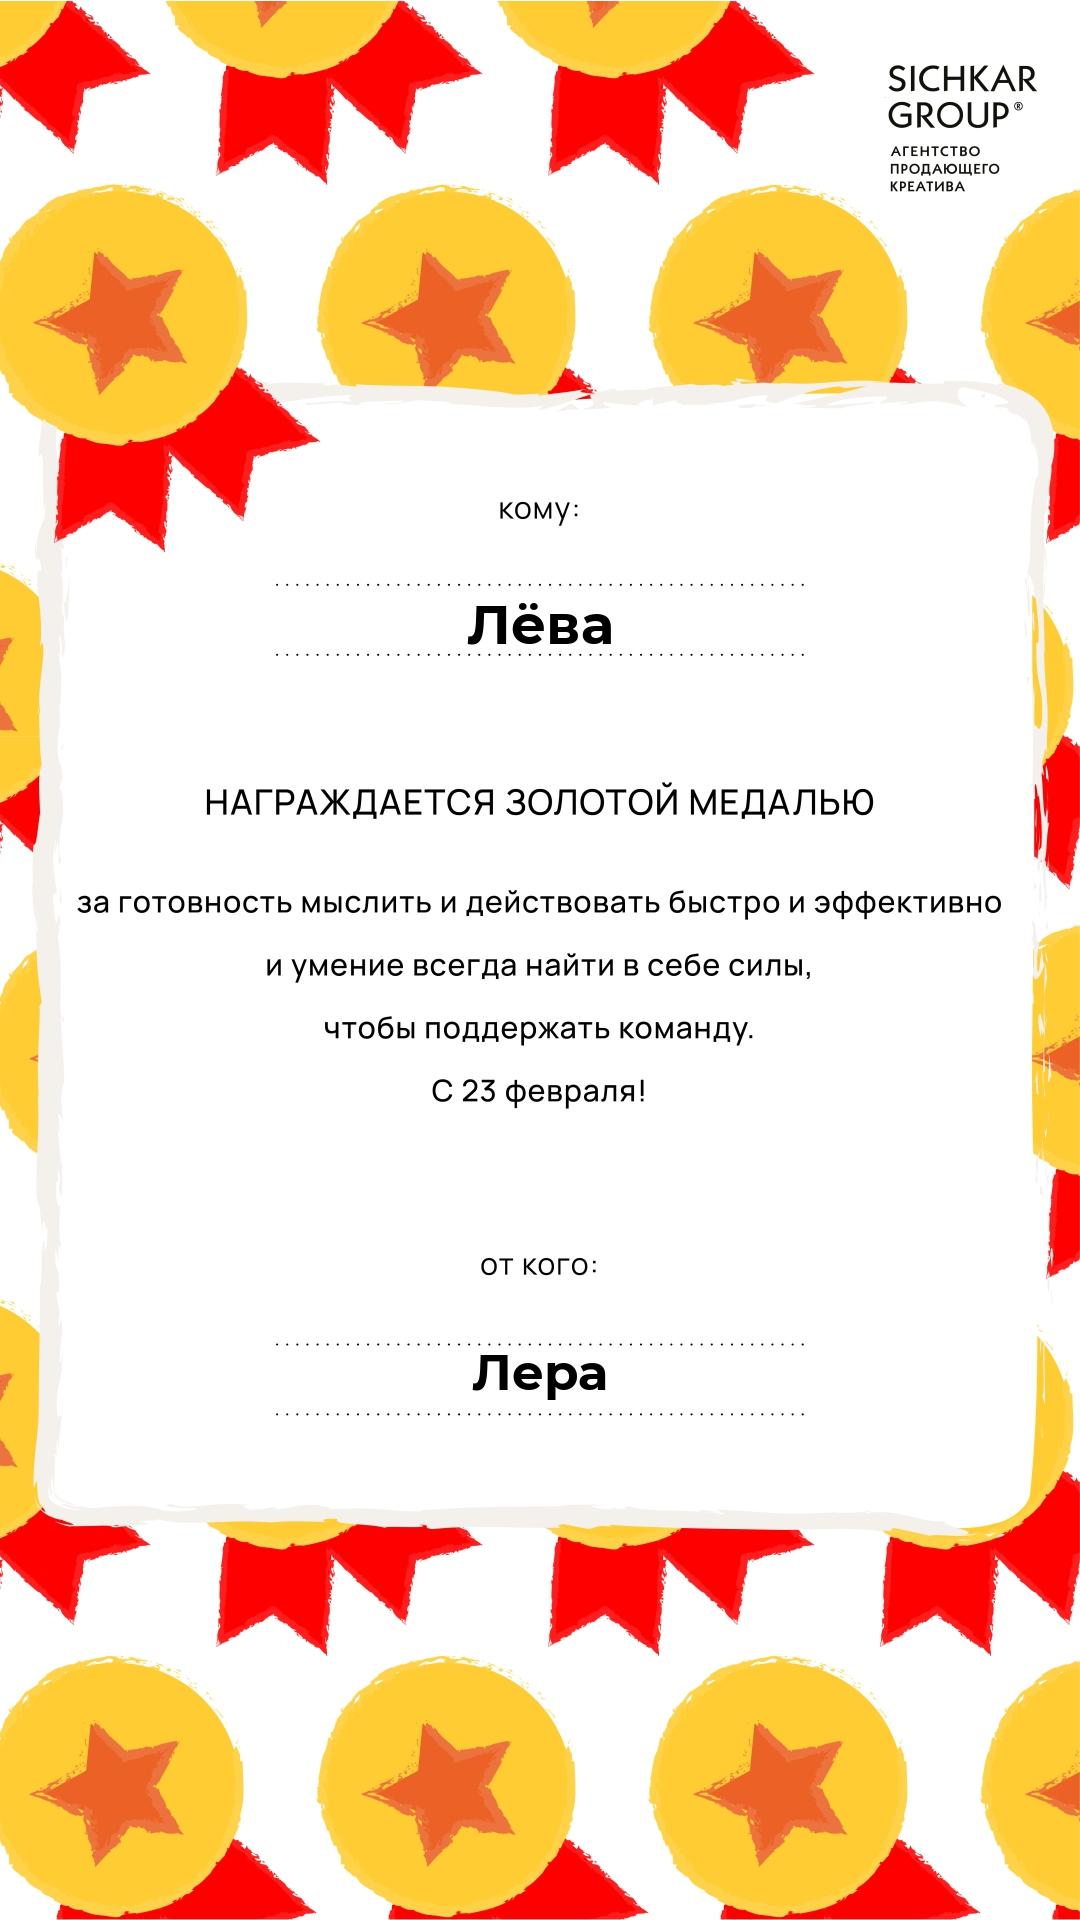 SICHKAR
GROUP®
АГЕНТСТВО
ПРОДАЮЩЕГО
КРЕАТИВА
кому:
Лёва
НАГРАЖДАЕТСЯ ЗОЛОТОЙ МЕДАЛЬЮ
за готовность мыслить и действовать быстро и эффективно
и умение всегда найти в себе силы,
чтобы поддержать команду.
С 23 февраля!
от кого:
Лера